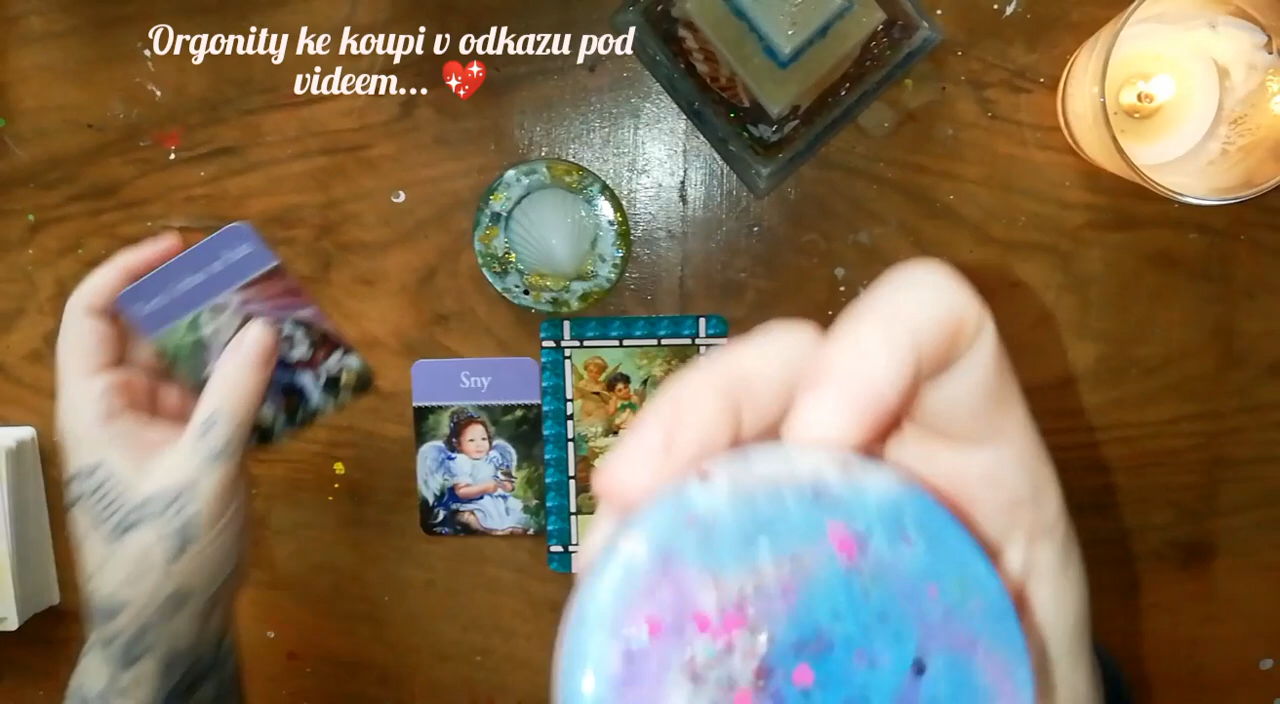 Orgonity ke koupi v odkazu pod
videem... 💖
Sny